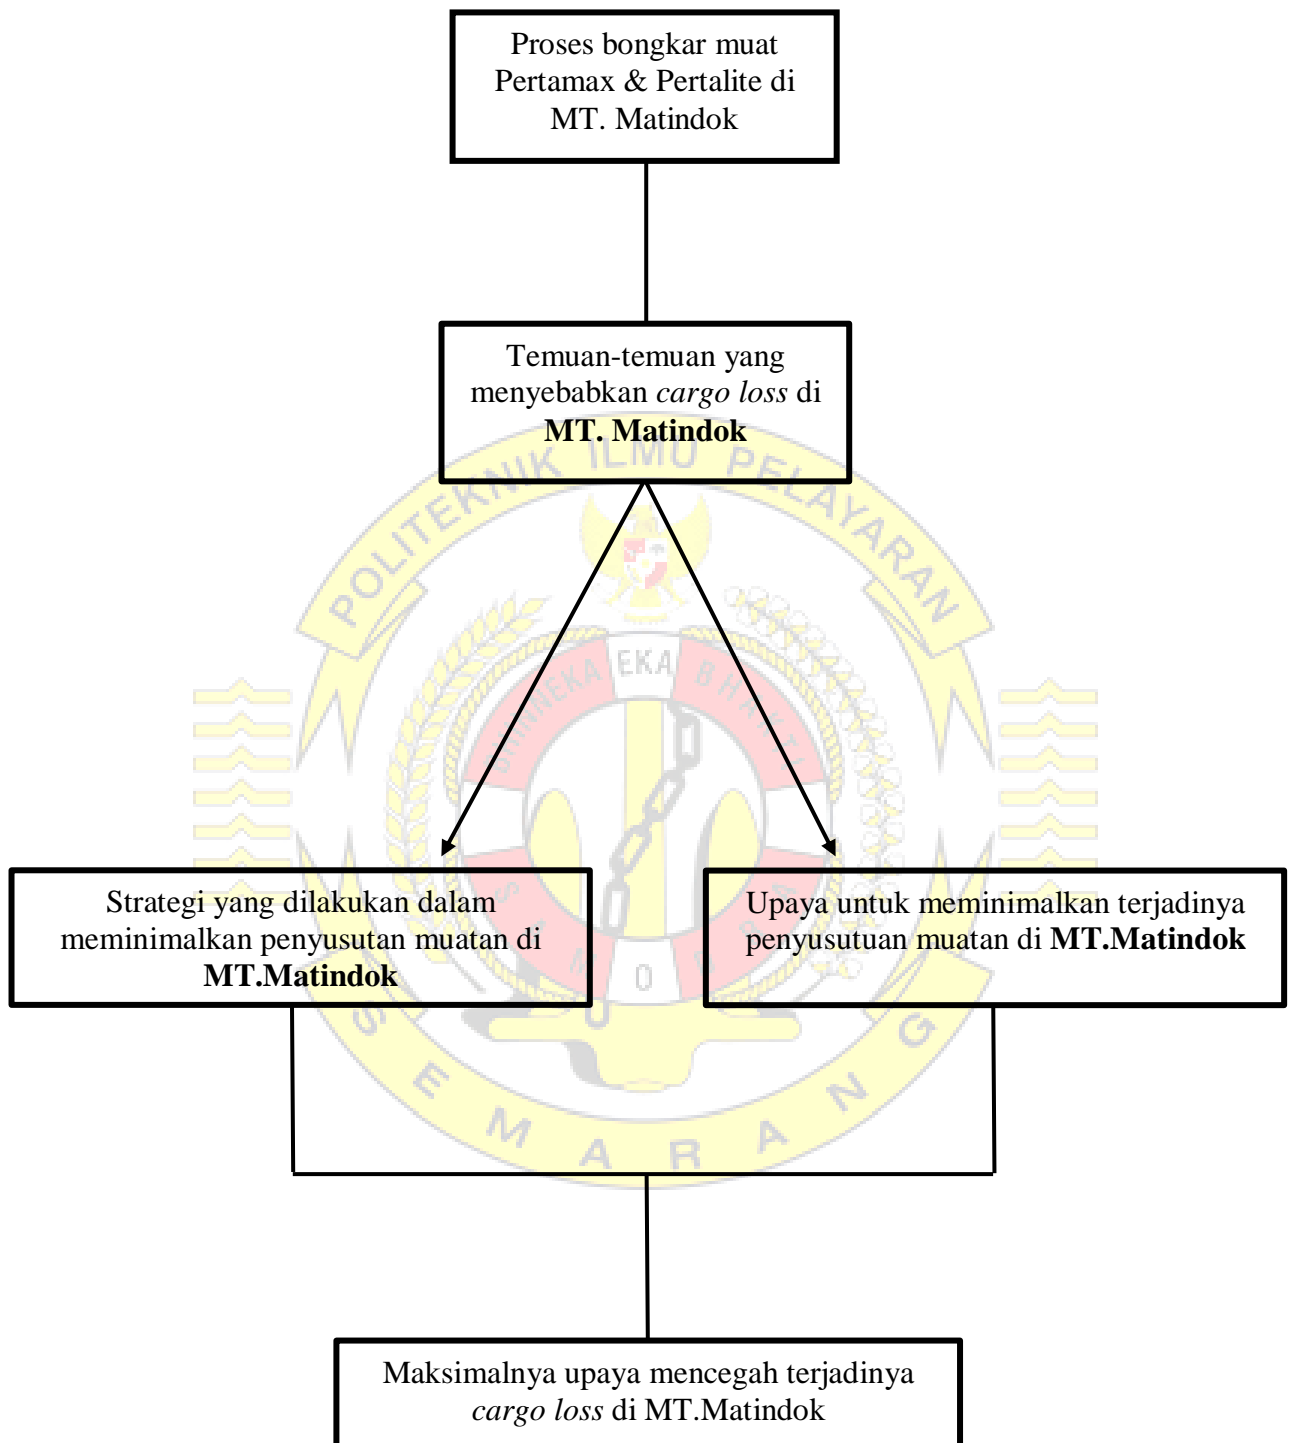 Proses bongkar muat
Pertamax & Pertalite di
MT. Matindok
Temuan-temuan yang
menyebabkan cargo loss di
MT. Matindok
POLITEKNIK ILMU PELAYARAN
BHINNEKA EKA BHAKTI
Strategi yang dilakukan dalam
meminimalkan penyusutan muatan di
MT.Matindok
Upaya untuk meminimalkan terjadinya
penyusutuan muatan di MT.Matindok
SEMARANG
Maksimalnya upaya mencegah terjadinya
cargo loss di MT.Matindok